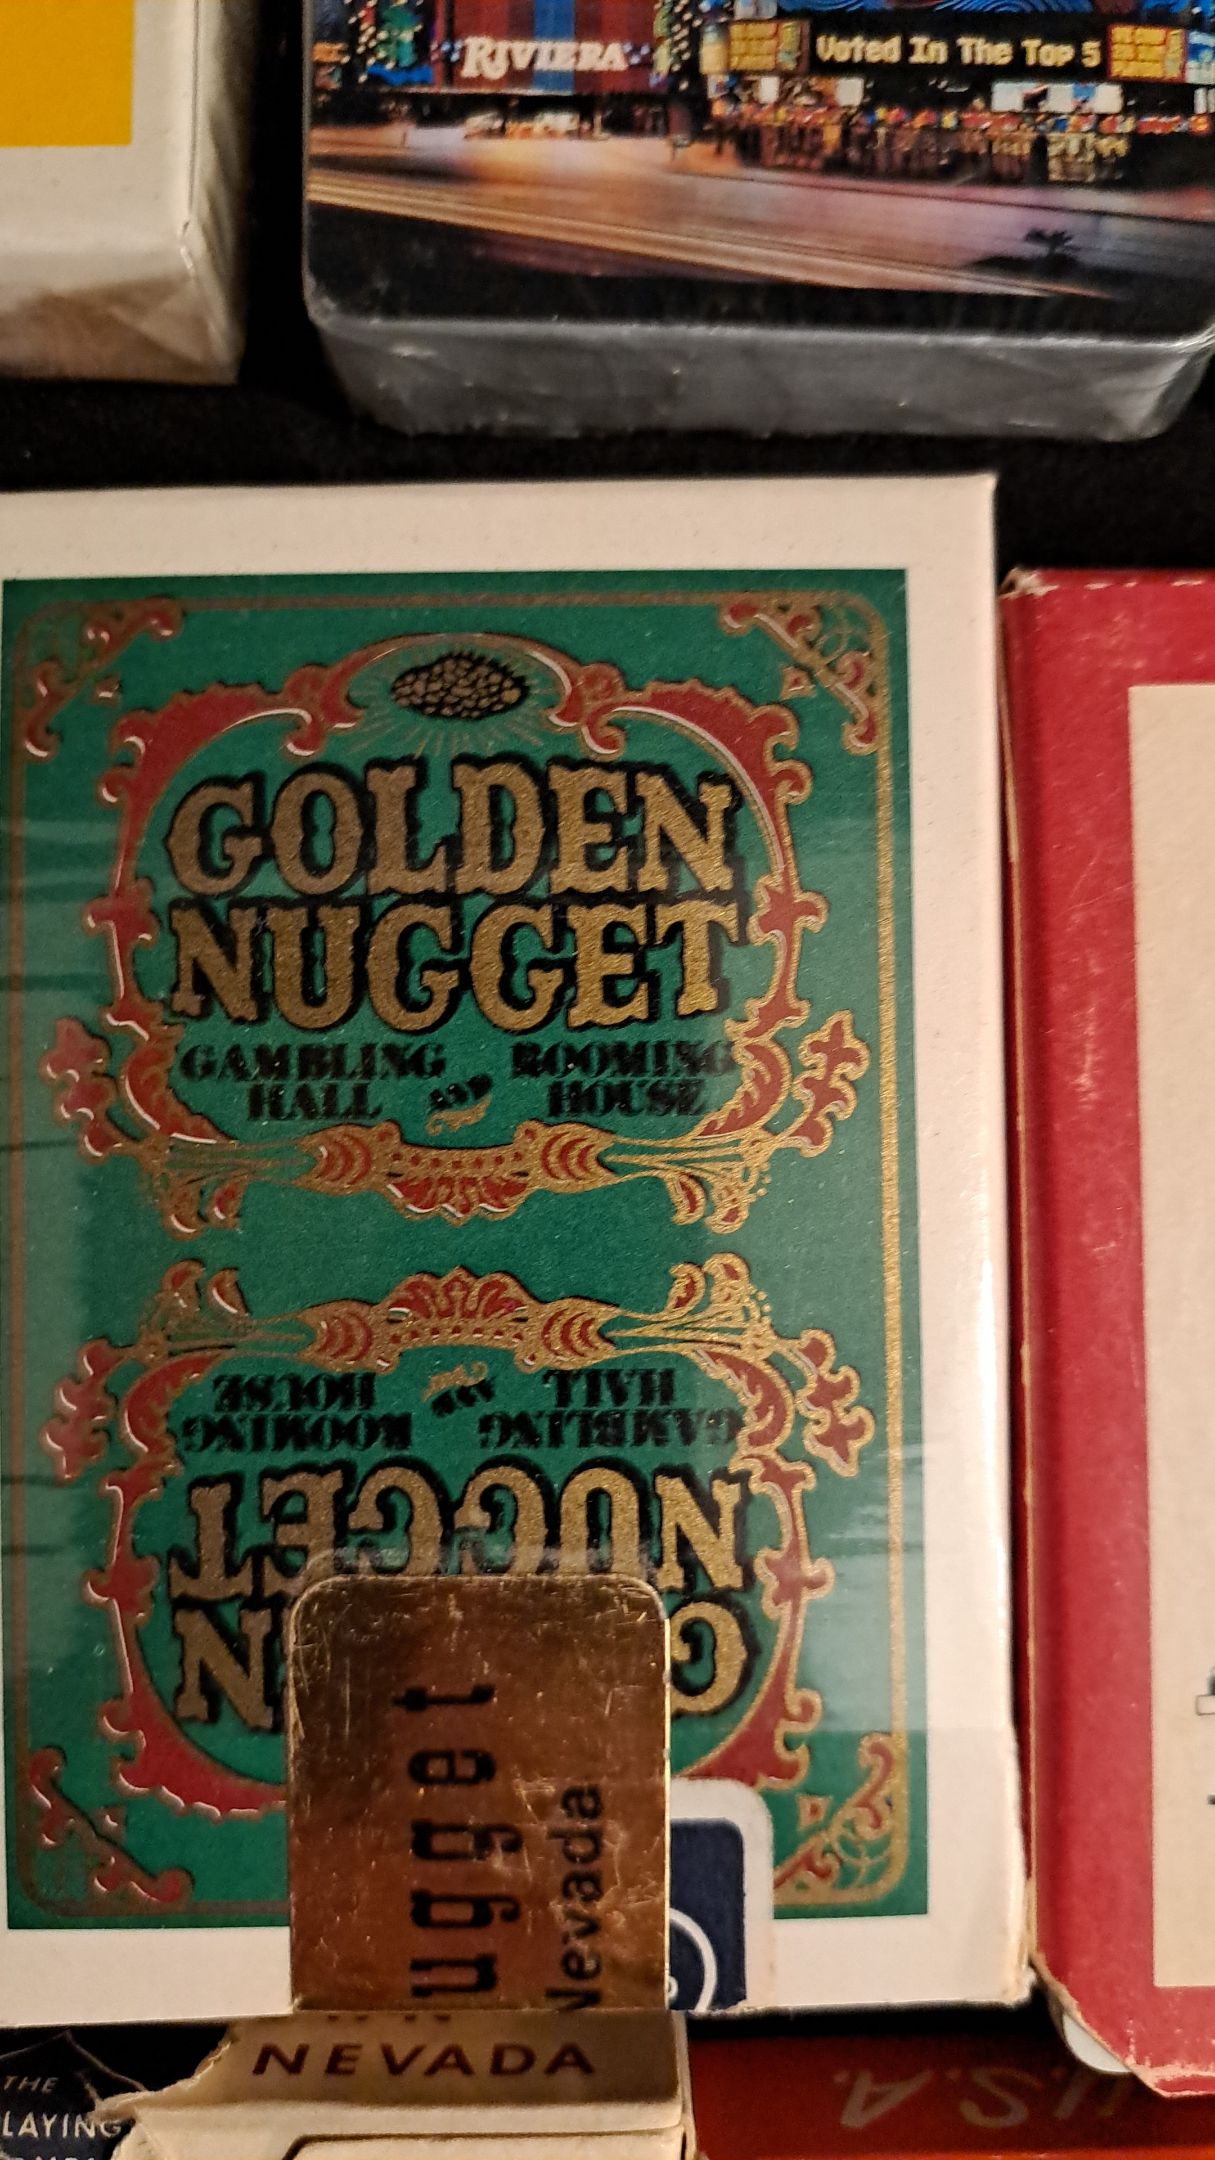 RIVIERA
Voted In The Top 5
GOLDEN
NUGGET
GAMBLING ROOMING
HALL AND HOUSE
GAMBLING ROOMING
HALL AND HOUSE
NUGGET
ugget
Nevada
NEVADA
THE
LAYING
U.S.A.